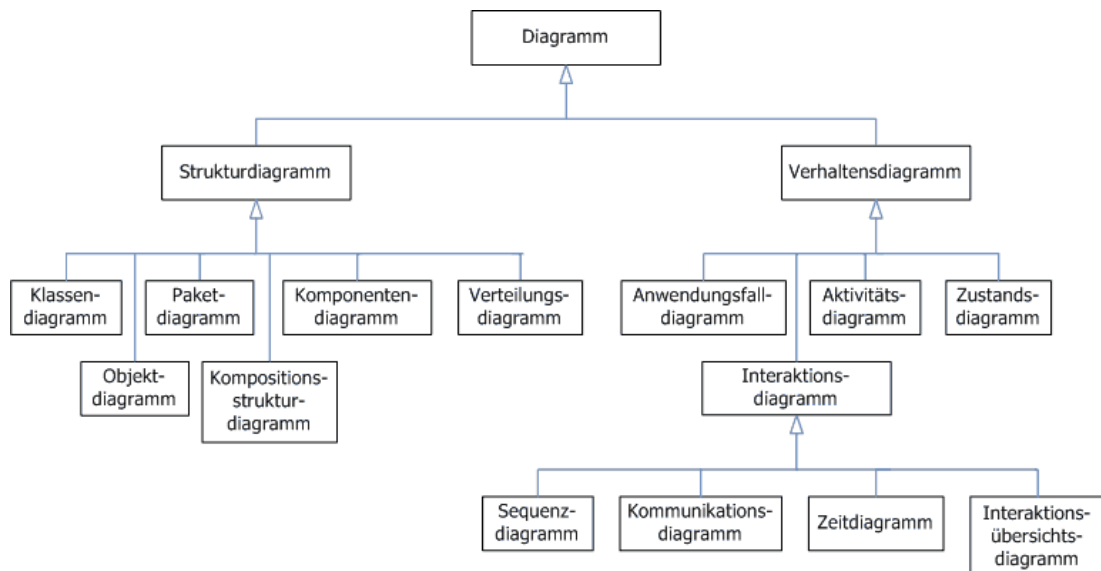 Diagramm
Strukturdiagramm
Verhaltensdiagramm
Klassen-
diagramm
Paket-
diagramm
Komponenten-
diagramm
Verteilungs-
diagramm
Anwendungsfall-
diagramm
Aktivitäts-
diagramm
Zustands-
diagramm
Objekt-
diagramm
Kompositions-
struktur-
diagramm
Interaktions-
diagramm
Sequenz-
diagramm
Kommunikations-
diagramm
Zeitdiagramm
Interaktions-
übersichts-
diagramm